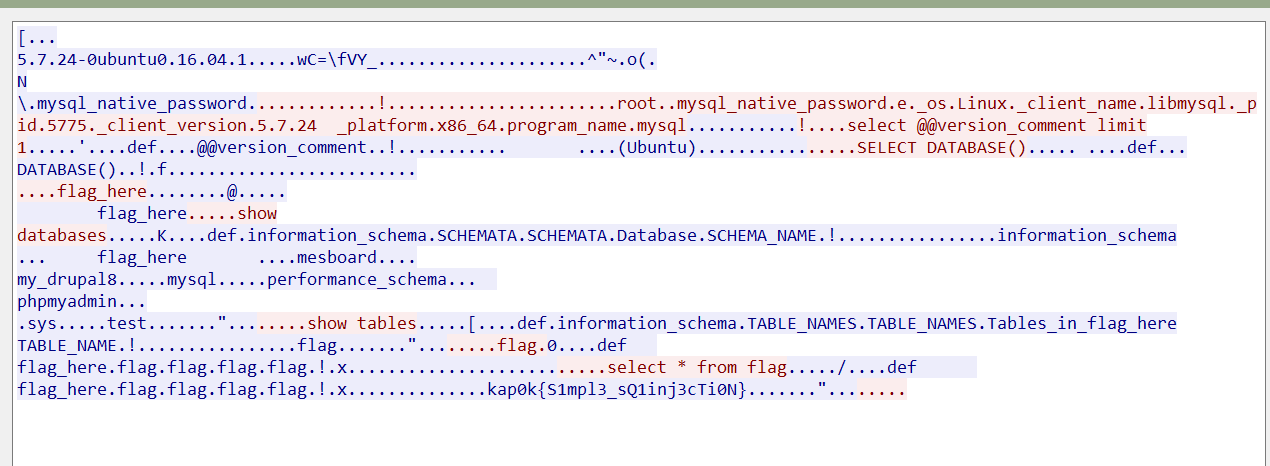 [...
5.7.24-0ubuntu0.16.04.1.....wC=\fVY_.....................^"~.o(.
N
\.mysql_native_password.............!.......................root..mysql_native_password.e._os.Linux._client_name.libmysql._p
id.5775._client_version.5.7.24 _platform.x86_64.program_name.mysql...........!....select @@version_comment limit
1.....'....def....@@version_comment..!........... ....(Ubuntu)................SELECT DATABASE()..... ....def...
DATABASE()..!.f.........................
....flag_here........@.....
flag_here.....show
databases.....K....def.information_schema.SCHEMATA.SCHEMATA.Database.SCHEMA_NAME.!................information_schema
... flag_here ....mesboard....
my_drupal8.....mysql.....performance_schema...
phpmyadmin...
.sys.....test.......".........show tables.....[....def.information_schema.TABLE_NAMES.TABLE_NAMES.Tables_in_flag_here
TABLE_NAME.!................flag.......".........flag.0....def
flag_here.flag.flag.flag.flag.!.x..........................select * from flag...../....def
flag_here.flag.flag.flag.flag.!.x..............kap0k{S1mpl3_sQ1inj3cTi0N}.......".........